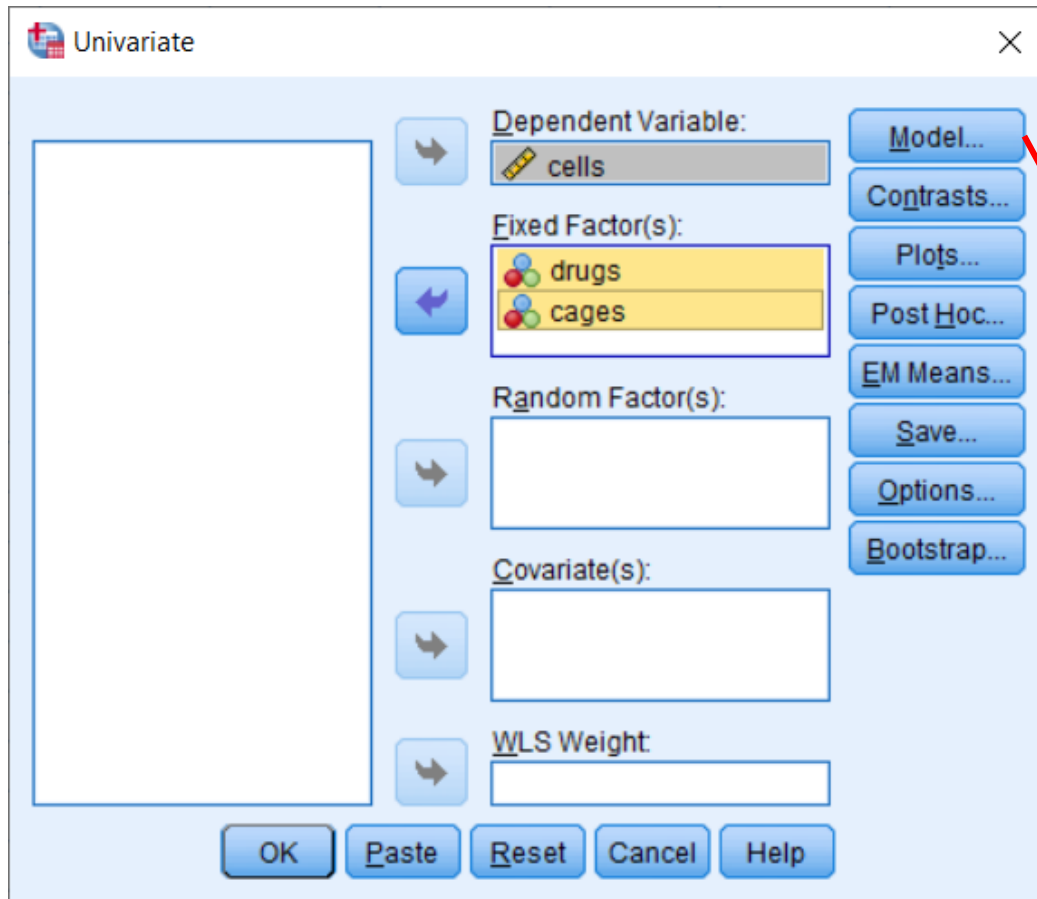 Univariate
Dependent Variable:
cells
Fixed Factor(s):
drugs
cages
Random Factor(s):
Covariate(s):
WLS Weight:
Model...
Contrasts...
Plots...
Post Hoc...
EM Means...
Save...
Options...
Bootstrap...
OK Paste Reset Cancel Help